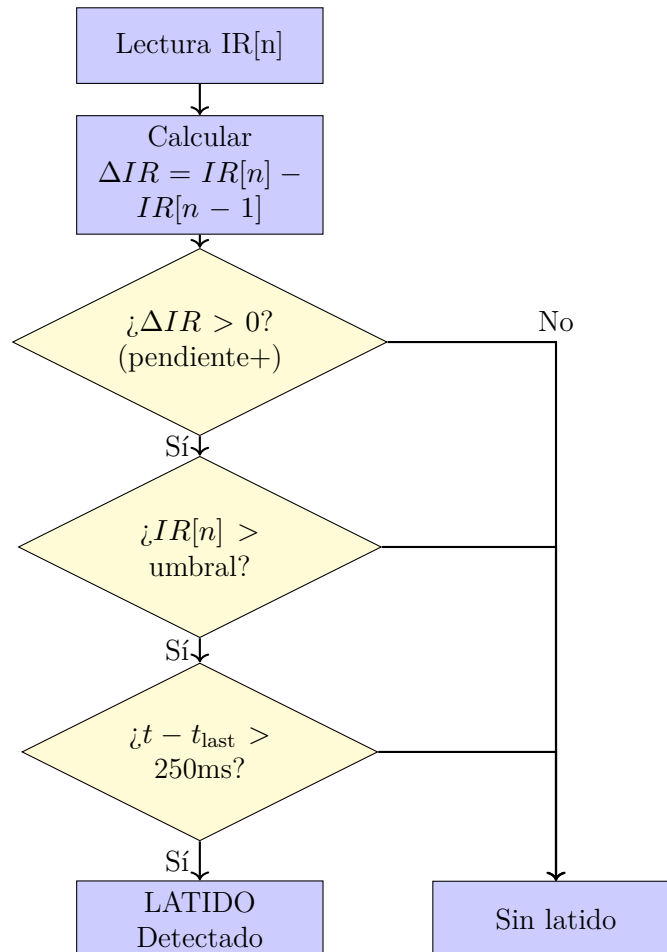 Lectura IR[n]
Calcular
ΔIR = IR[n] −
IR[n − 1]
¿ΔIR > 0?
(pendiente+)
No
Sí
¿IR[n] >
umbral?
Sí
¿t − t_last >
250ms?
Sí
LATIDO
Detectado
Sin latido